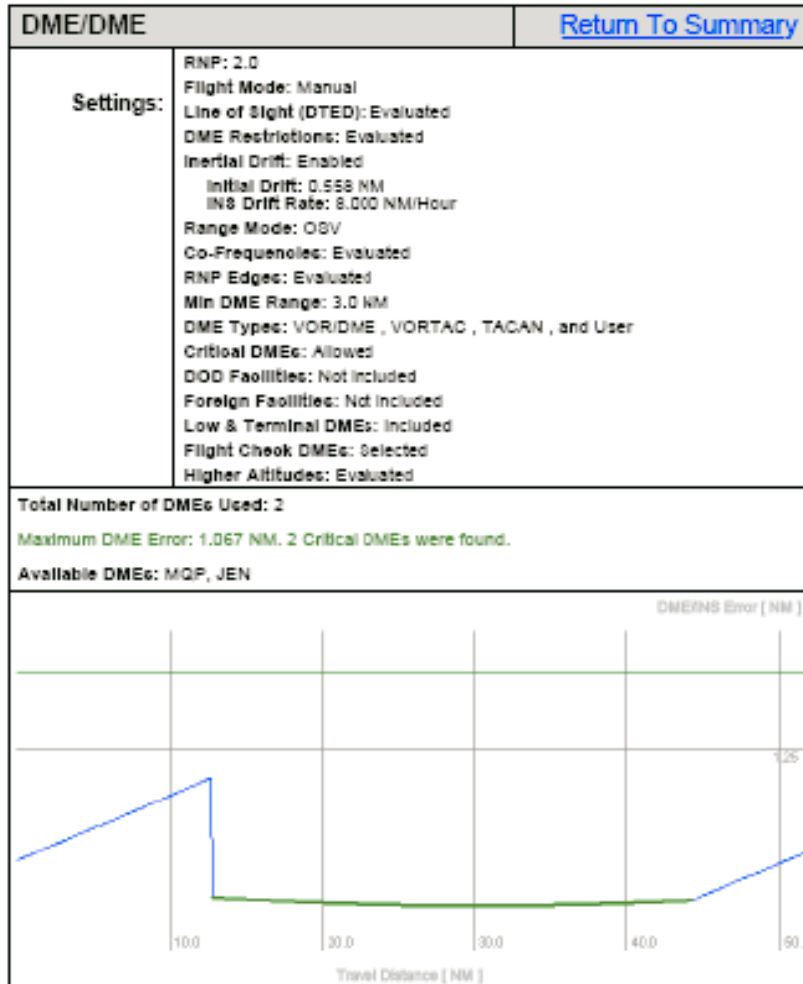 DME/DME
Return To Summary
Settings:
RNP: 2.0
Flight Mode: Manual
Line of Sight (DTED): Evaluated
DME Restrictions: Evaluated
Inertial Drift: Enabled
Initial Drift: 0.558 NM
INS Drift Rate: 8.000 NM/Hour
Range Mode: OSV
Co-Frequencies: Evaluated
RNP Edges: Evaluated
Min DME Range: 3.0 NM
DME Types: VOR/DME , VORTAC , TACAN , and User
Critical DMEs: Allowed
DOD Facilities: Not Included
Foreign Facilities: Not Included
Low & Terminal DMEs: Included
Flight Check DMEs: Selected
Higher Altitudes: Evaluated
Total Number of DMEs Used: 2
Maximum DME Error: 1.067 NM. 2 Critical DMEs were found.
Available DMEs: MQP, JEN
DME/INS Error [ NM ]
1.25
10.0
20.0
30.0
40.0
Travel Distance [ NM ]